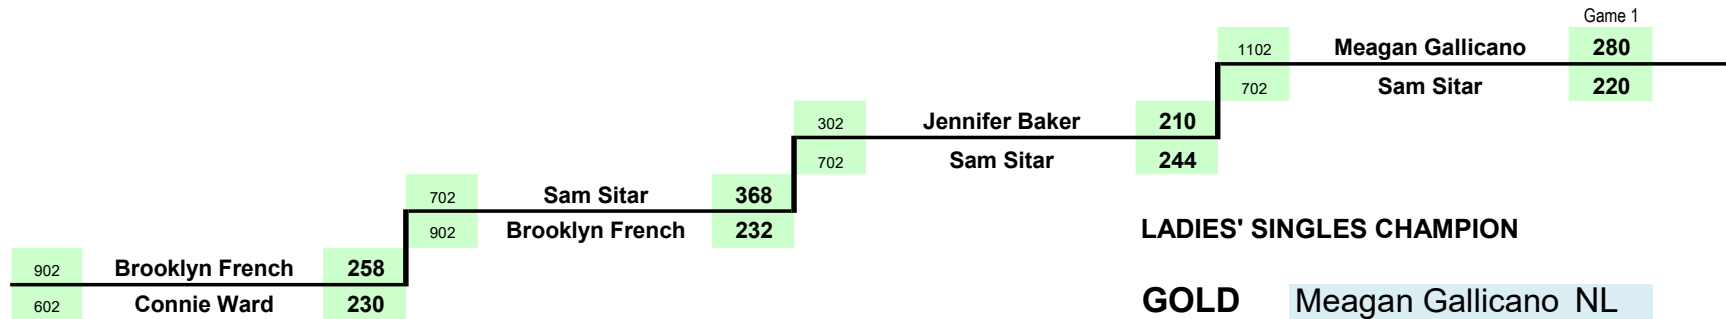 Game 1
1102 Meagan Gallicano 280
702 Sam Sitar 220
302 Jennifer Baker 210
702 Sam Sitar 244
702 Sam Sitar 368
902 Brooklyn French 232
LADIES' SINGLES CHAMPION
902 Brooklyn French 258
602 Connie Ward 230
GOLD Meagan Gallicano NL